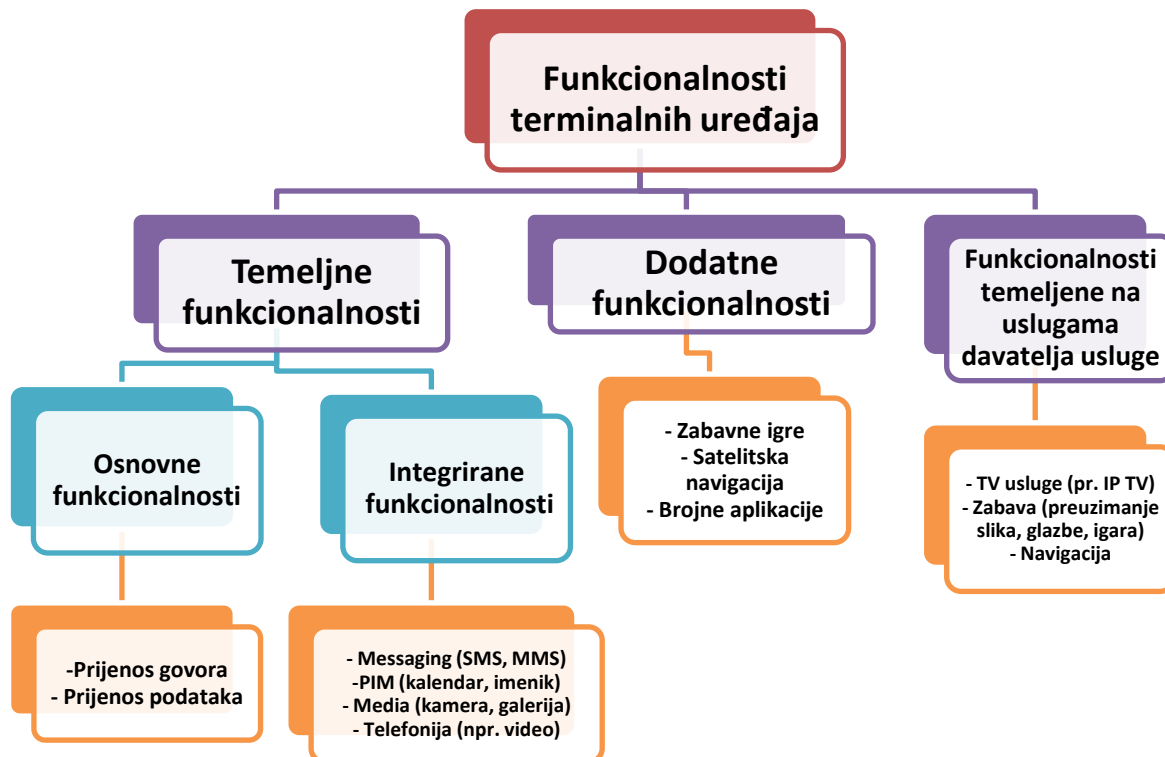 Funkcionalnosti
terminalnih uređaja
Temeljne
funkcionalnosti
Dodatne
funkcionalnosti
Funkcionalnosti
temeljene na
uslugama
davatelja usluge
Osnovne
funkcionalnosti
Integrirane
funkcionalnosti
- Zabavne igre
- Satelitska
navigacija
- Brojne aplikacije
- TV usluge (pr. IP TV)
- Zabava (preuzimanje
slika, glazbe, igara)
- Navigacija
-Prijenos govora
- Prijenos podataka
- Messaging (SMS, MMS)
-PIM (kalendar, imenik)
- Media (kamera, galerija)
- Telefonija (npr. video)